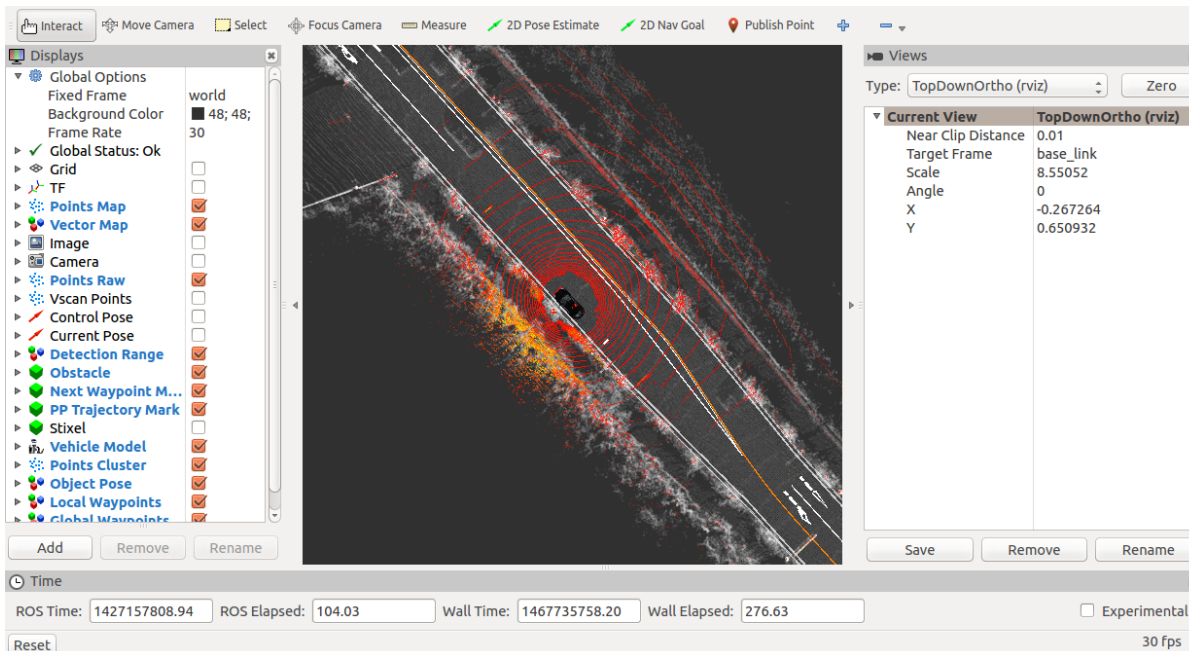 Interact Move Camera Select Focus Camera Measure 2D Pose Estimate 2D Nav Goal Publish Point
Displays
Global Options
Fixed Frame world
Background Color 48; 48;
Frame Rate 30
Global Status: Ok
Grid
TF
Points Map
Vector Map
Image
Camera
Points Raw
Vscan Points
Control Pose
Current Pose
Detection Range
Obstacle
Next Waypoint M...
PP Trajectory Mark
Stixel
Vehicle Model
Points Cluster
Object Pose
Local Waypoints
Global Waypoints
Add Remove Rename
Views
Type: TopDownOrtho (rviz) Zero
Current View TopDownOrtho (rviz)
Near Clip Distance 0.01
Target Frame base_link
Scale 8.55052
Angle 0
X -0.267264
Y 0.650932
Save Remove Rename
Time
ROS Time: 1427157808.94 ROS Elapsed: 104.03 Wall Time: 1467735758.20 Wall Elapsed: 276.63 Experimental
Reset 30 fps